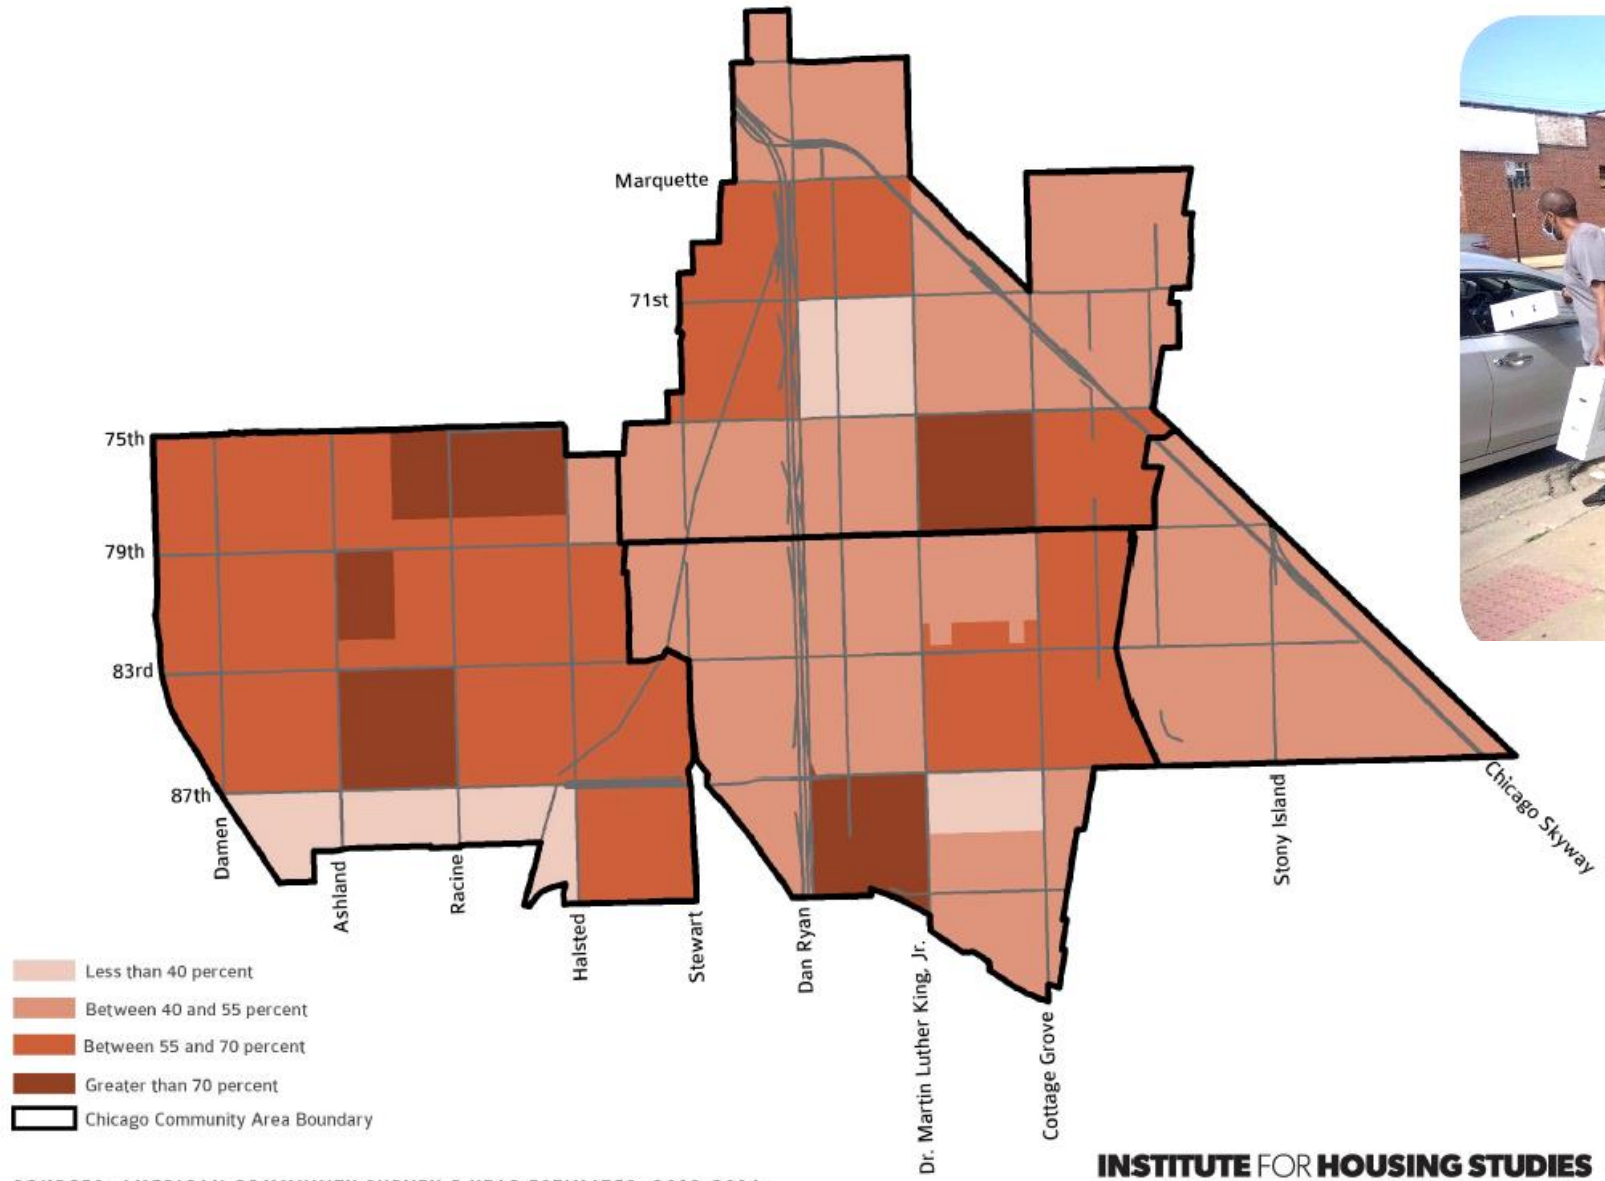 Marquette
71st
75th
79th
83rd
87th
Damen
Ashland
Racine
Halsted
Stewart
Dan Ryan
Dr. Martin Luther King, Jr.
Cottage Grove
Stony Island
Chicago Skyway
Less than 40 percent
Between 40 and 55 percent
Between 55 and 70 percent
Greater than 70 percent
Chicago Community Area Boundary
INSTITUTE FOR HOUSING STUDIES